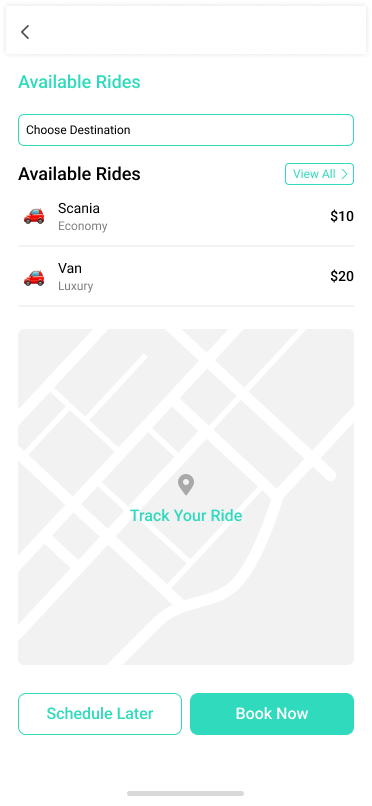 Available Rides
Choose Destination
Available Rides
View All
Scania
Economy
$10
Van
Luxury
$20
Track Your Ride
Schedule Later
Book Now